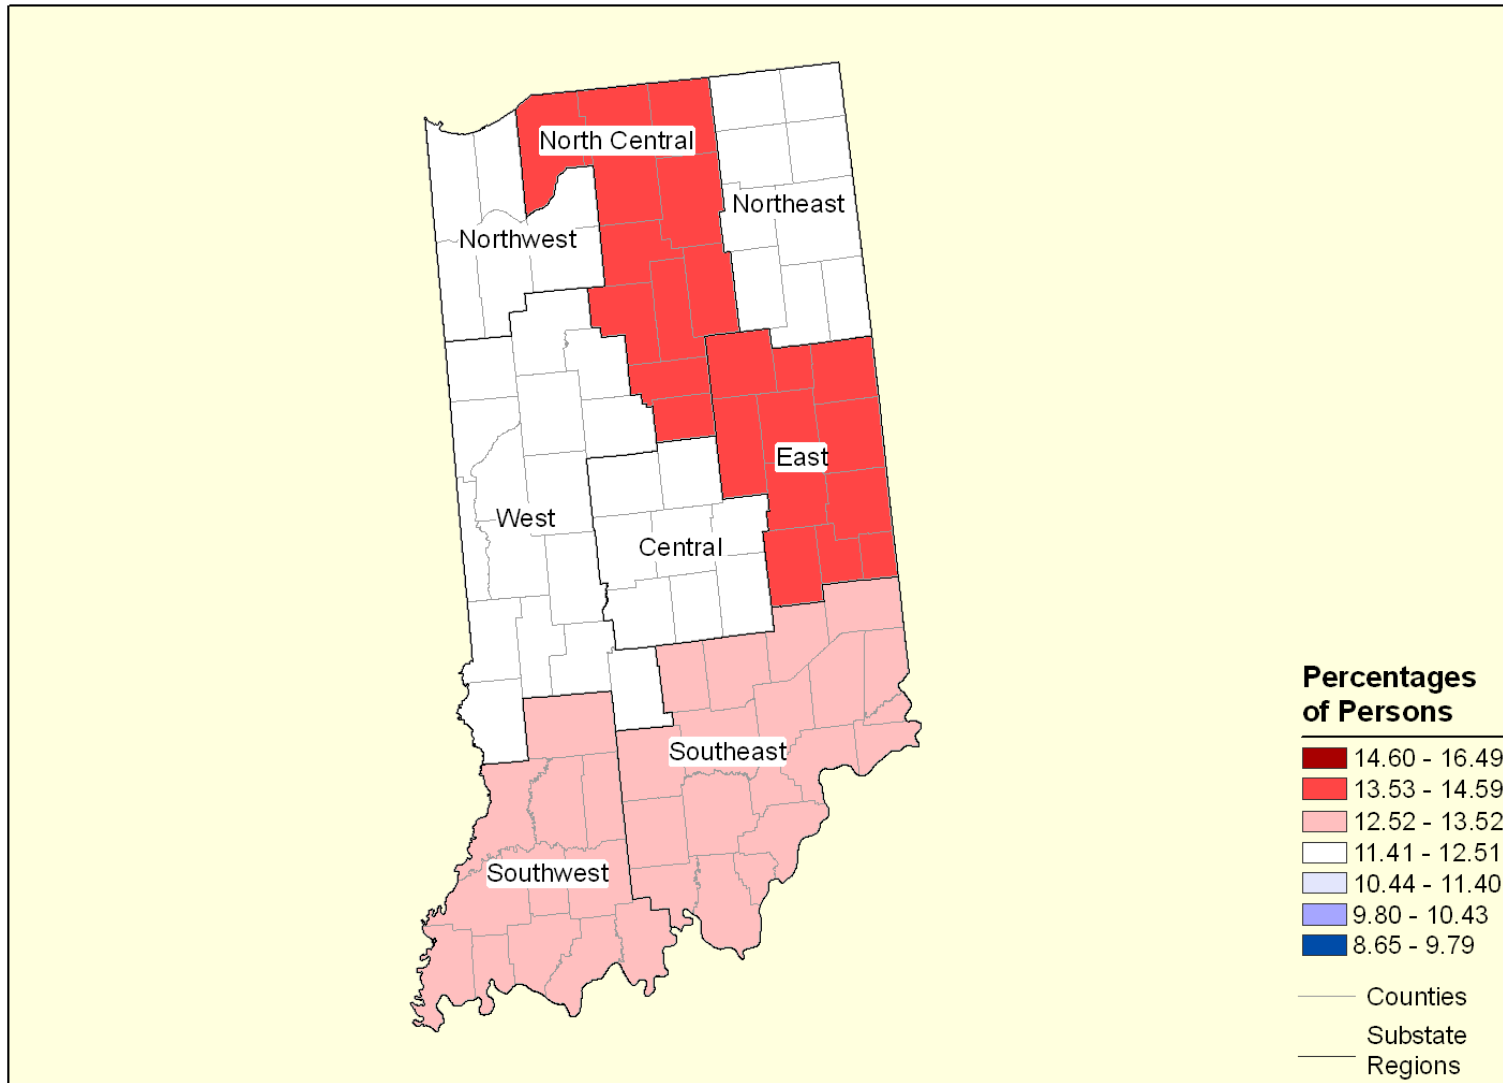 North Central
Northeast
Northwest
East
West
Central
Southeast
Southwest
Percentages
of Persons
14.60 - 16.49
13.53 - 14.59
12.52 - 13.52
11.41 - 12.51
10.44 - 11.40
9.80 - 10.43
8.65 - 9.79
Counties
Substate
Regions